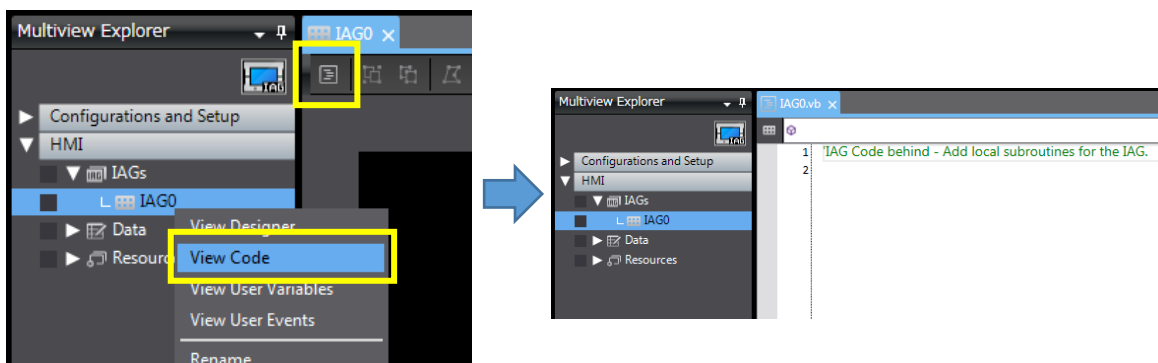 Multiview Explorer
IAG0
IAG
Configurations and Setup
HMI
IAGs
IAG0
Data
View Designer
View Code
View User Variables
View User Events
Rename
Multiview Explorer
IAG0.vb
IAG
Configurations and Setup
HMI
IAGs
IAG0
Data
Resources
1 'IAG Code behind - Add local subroutines for the IAG.
2